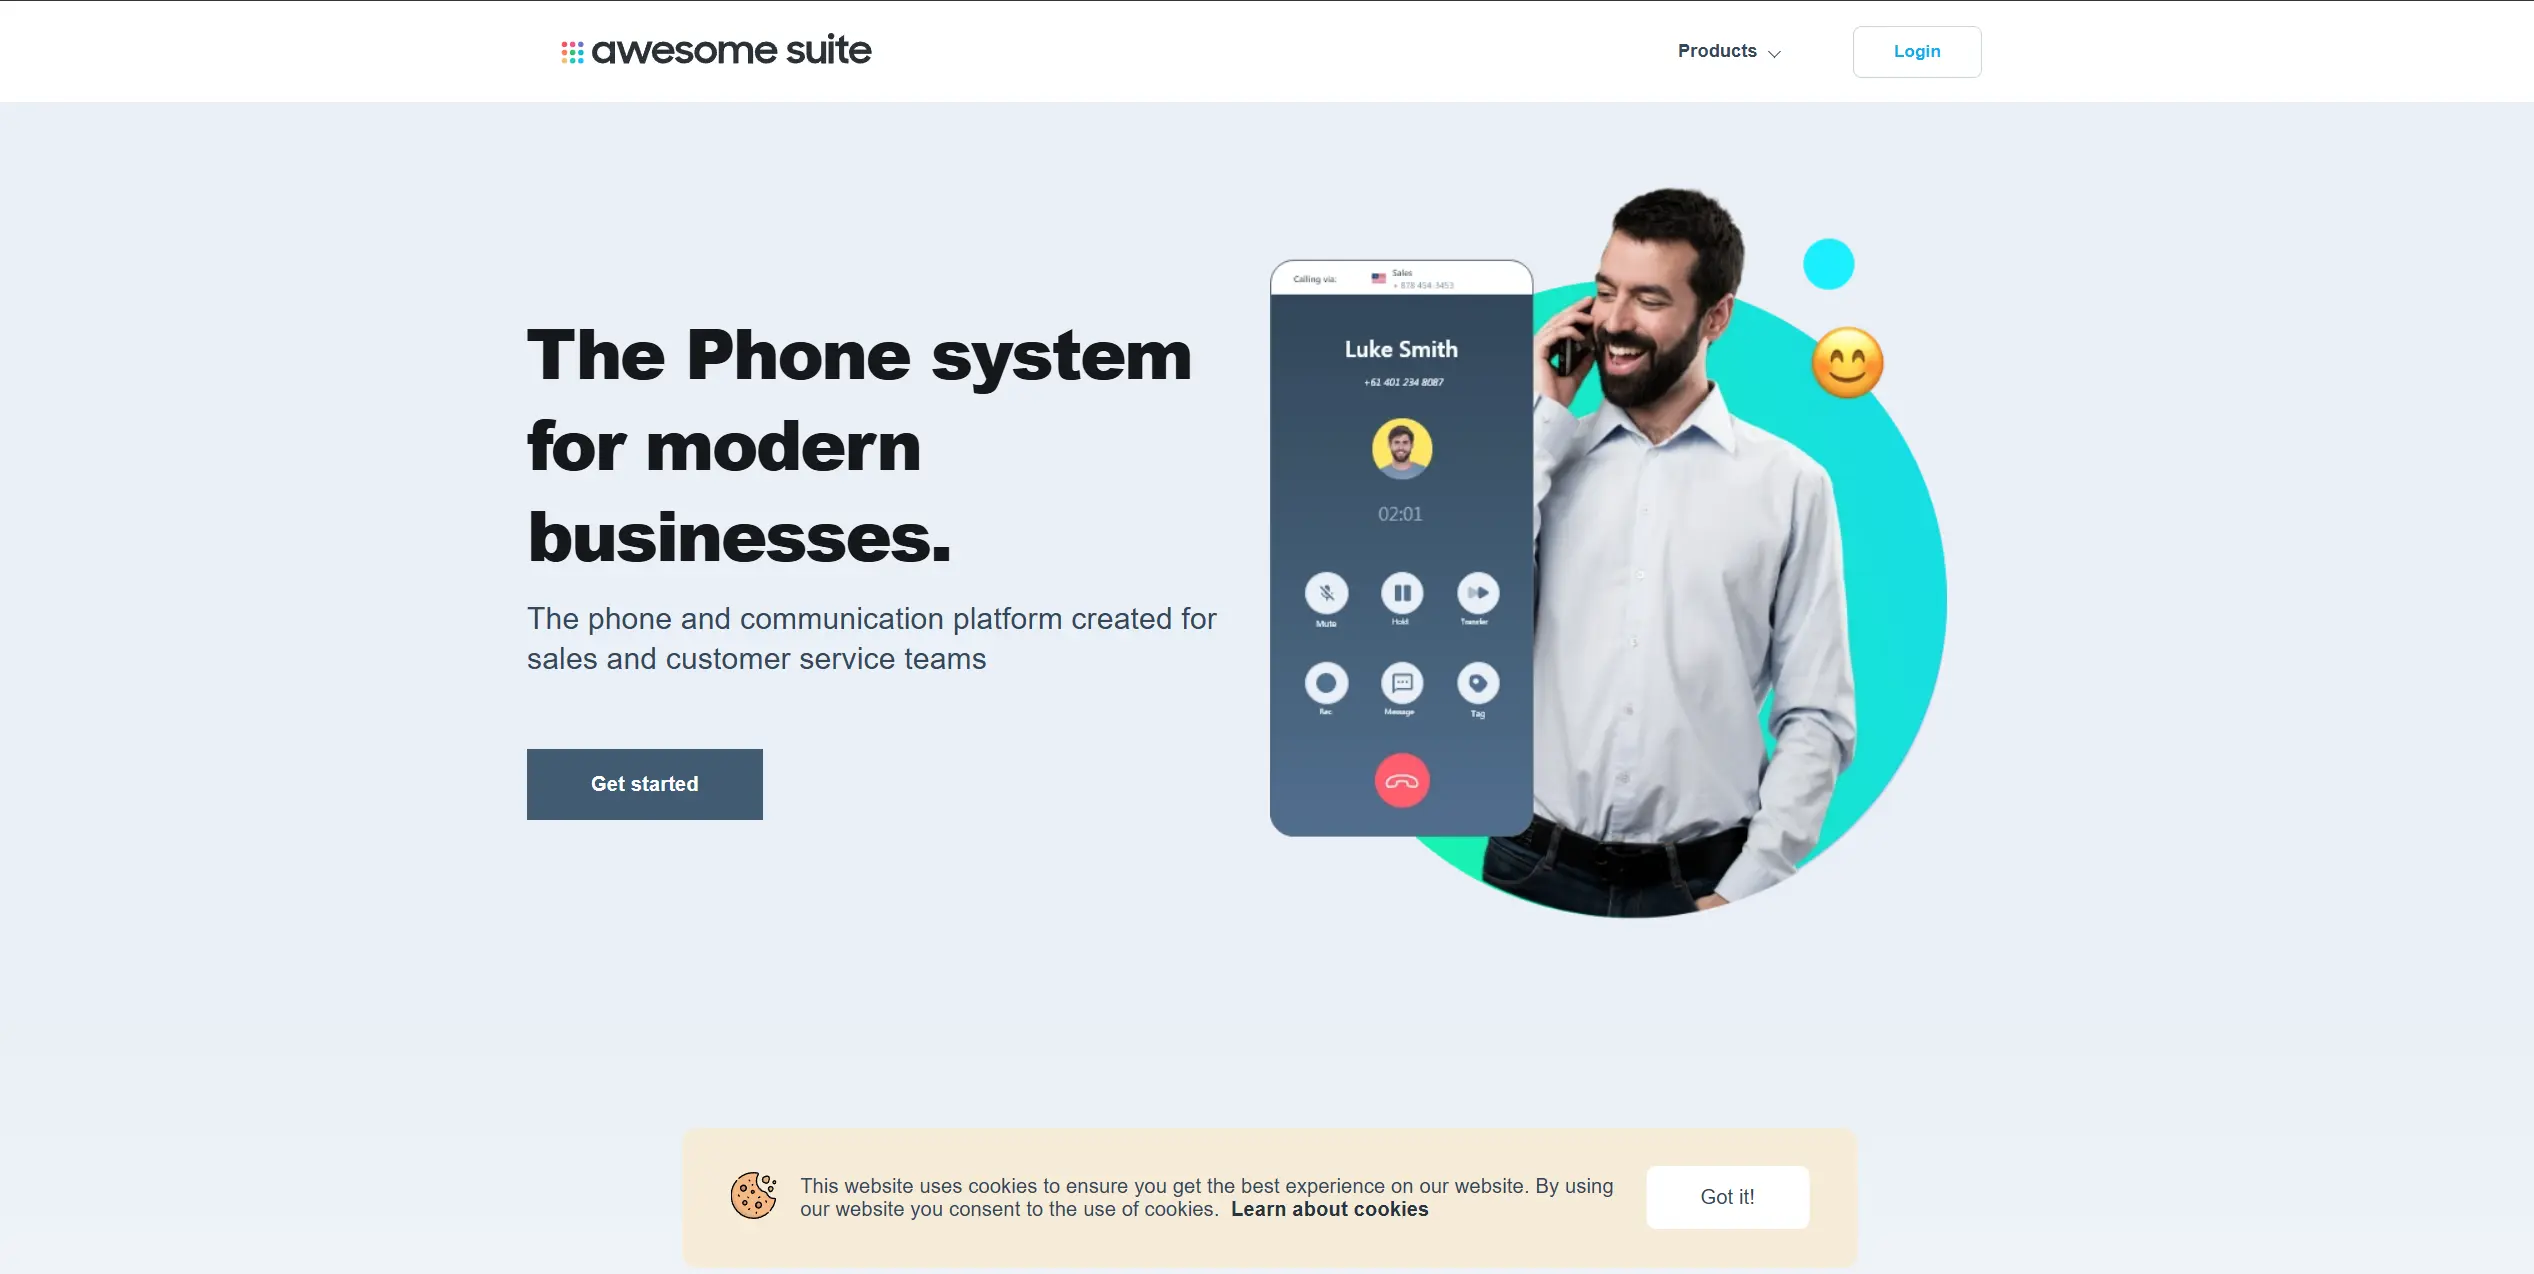 awesome suite
Products
Login
The Phone system
for modern
businesses.
The phone and communication platform created for
sales and customer service teams
Get started
Calling via:
Sales
+ 878 454-3453
Luke Smith
+61 401 234 8087
02:01
Mute
Hold
Transfer
Rec
Message
Tag
This website uses cookies to ensure you get the best experience on our website. By using
our website you consent to the use of cookies. Learn about cookies
Got it!